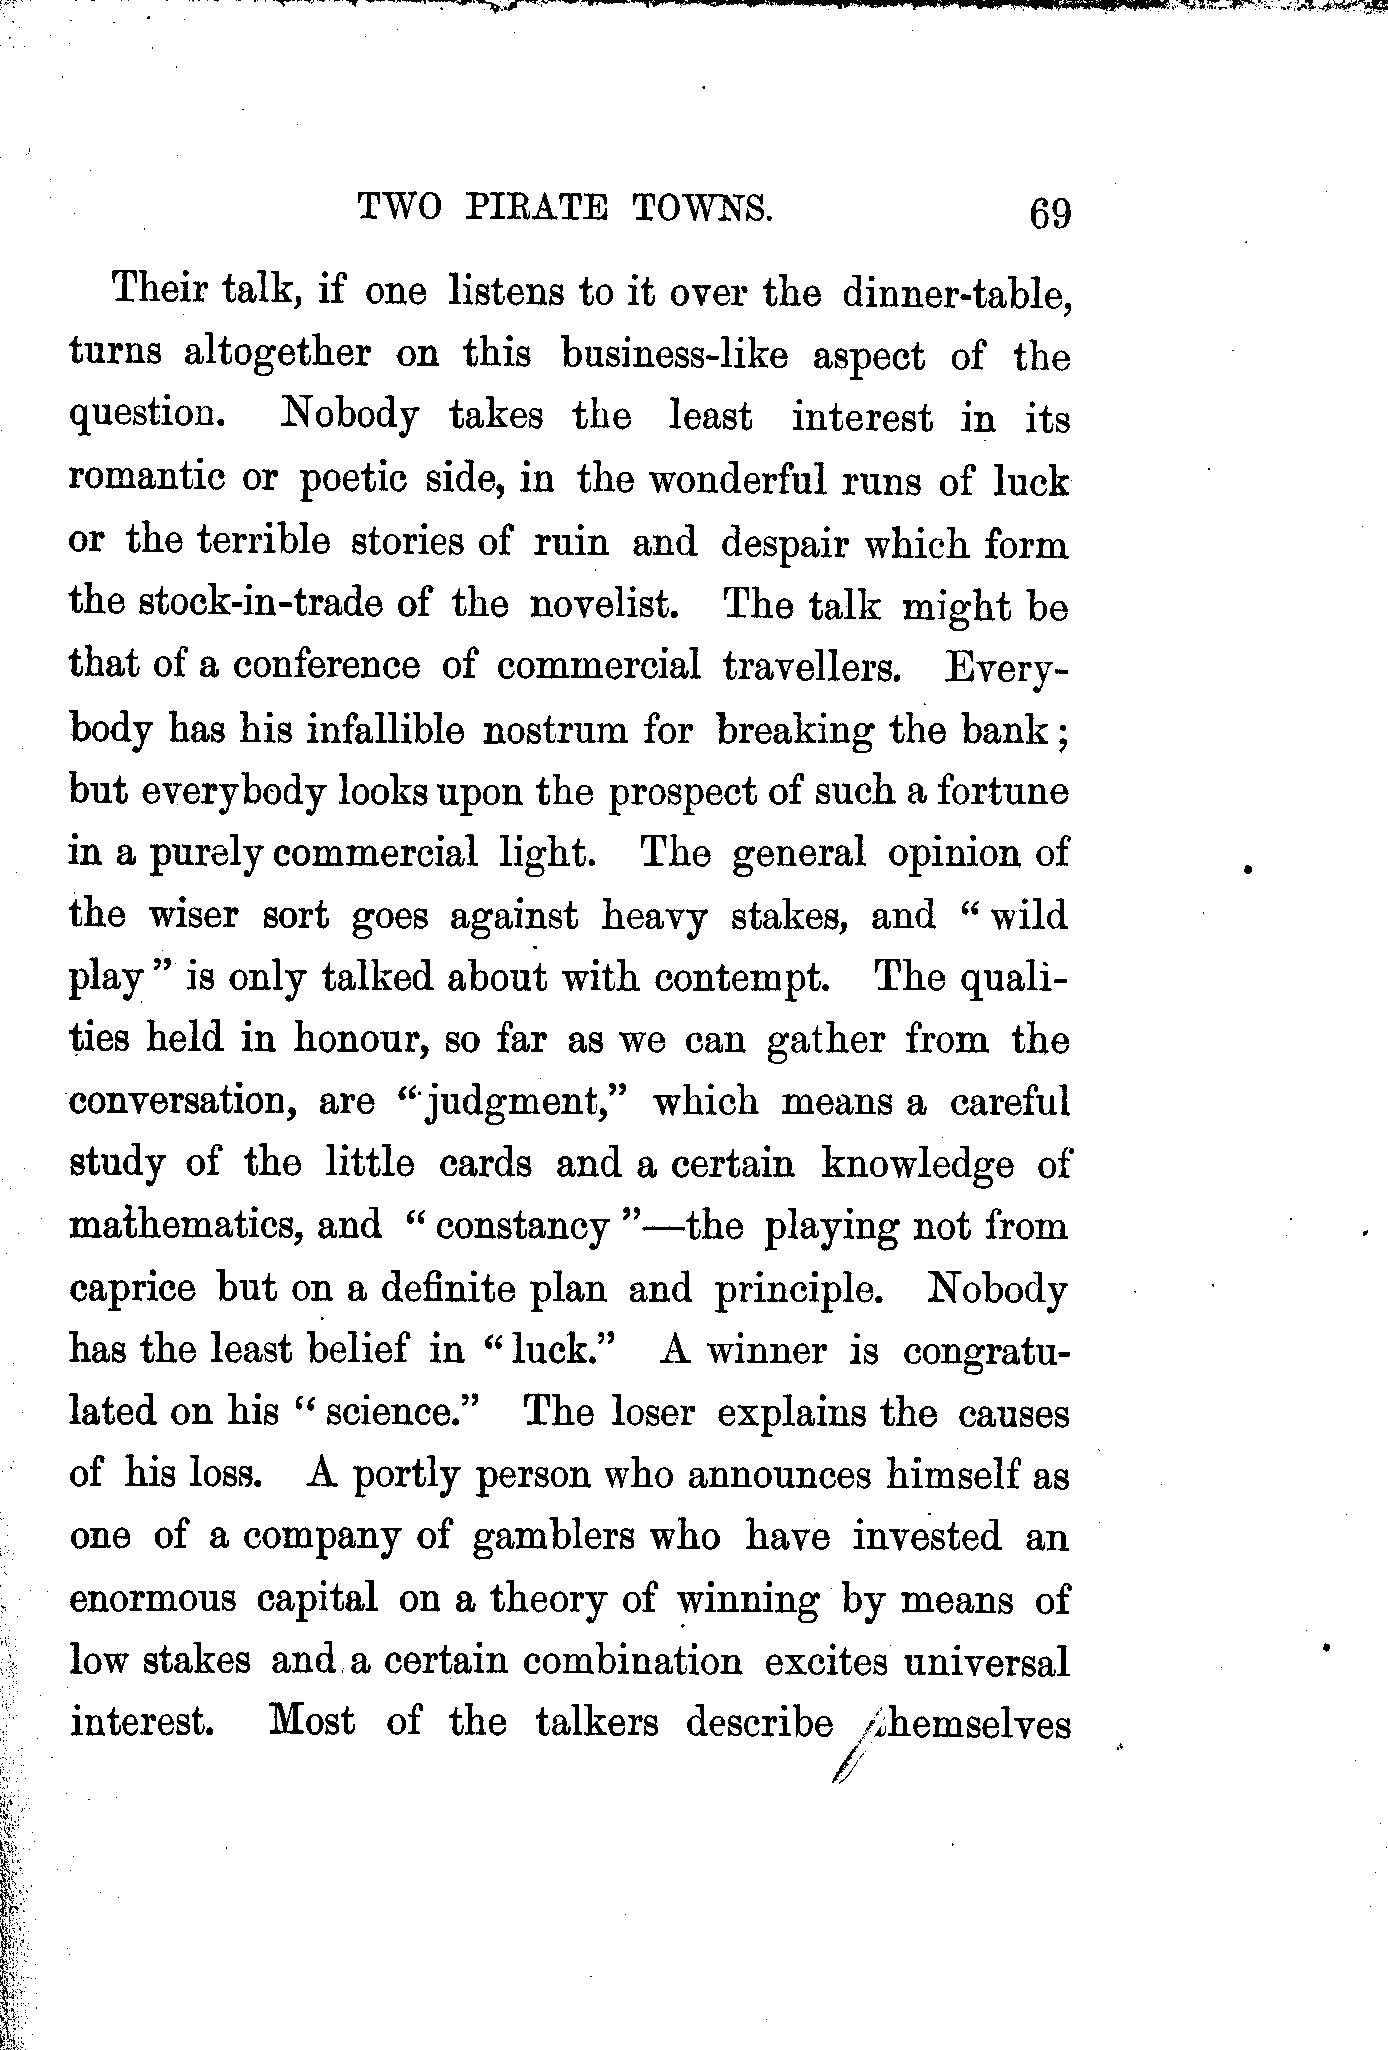 TWO PIRATE TOWNS. 69
Their talk, if one listens to it over the dinner-table,
turns altogether on this business-like aspect of the
question. Nobody takes the least interest in its
romantic or poetic side, in the wonderful runs of luck
or the terrible stories of ruin and despair which form
the stock-in-trade of the novelist. The talk might be
that of a conference of commercial travellers. Every-
body has his infallible nostrum for breaking the bank;
but everybody looks upon the prospect of such a fortune
in a purely commercial light. The general opinion of
the wiser sort goes against heavy stakes, and "wild
play" is only talked about with contempt. The quali-
ties held in honour, so far as we can gather from the
conversation, are "judgment," which means a careful
study of the little cards and a certain knowledge of
mathematics, and "constancy"—the playing not from
caprice but on a definite plan and principle. Nobody
has the least belief in "luck." A winner is congratu-
lated on his "science." The loser explains the causes
of his loss. A portly person who announces himself as
one of a company of gamblers who have invested an
enormous capital on a theory of winning by means of
low stakes and a certain combination excites universal
interest. Most of the talkers describe themselves